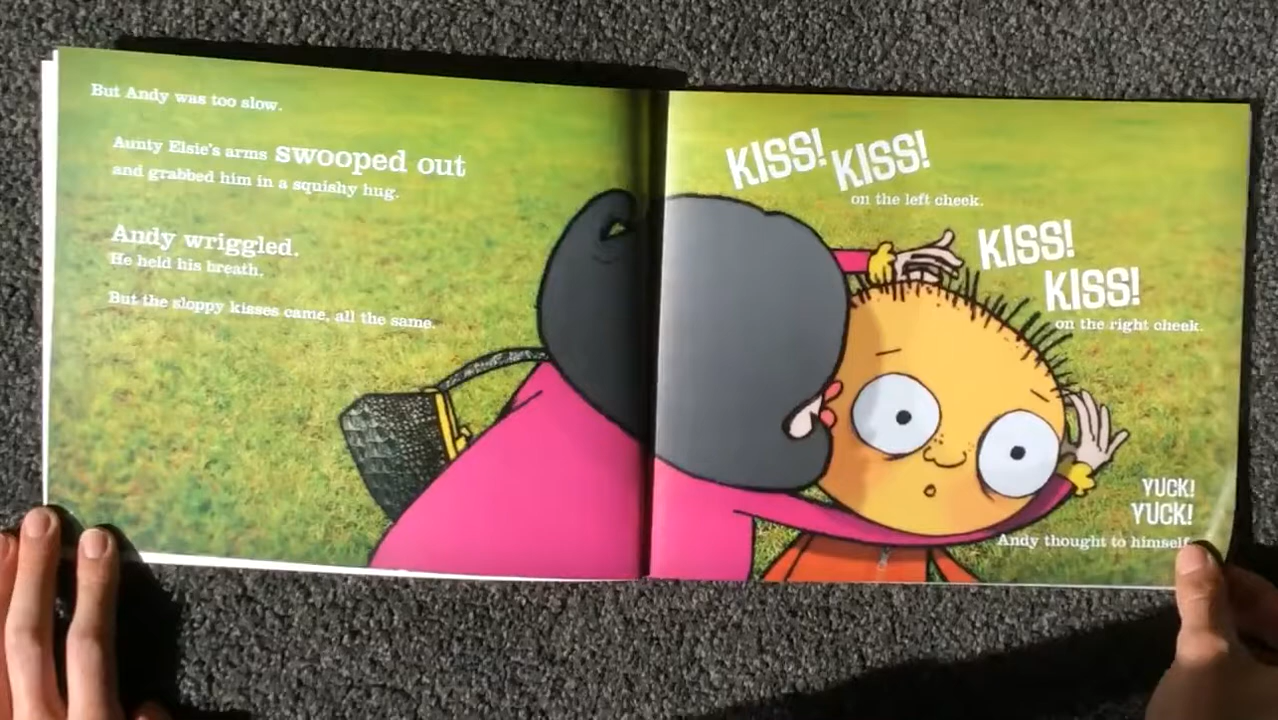 But Andy was too slow.
Aunty Elsie's arms swooped out
and grabbed him in a squishy hug.
Andy wriggled.
He held his breath.
But the sloppy kisses came, all the same.
KISS! KISS!
on the left cheek.
KISS!
KISS!
on the right cheek.
YUCK!
YUCK!
Andy thought to himself